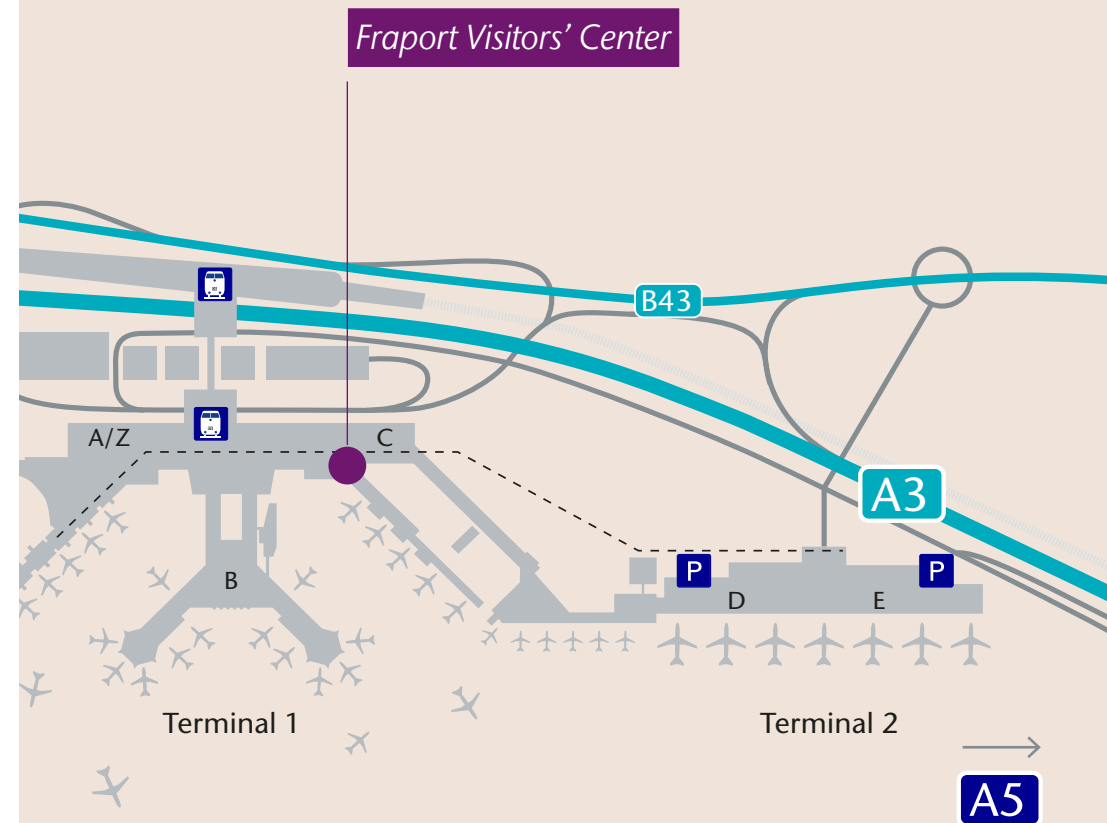 Fraport Visitors’ Center
B43
A/Z
C
A3
B
P
P
D
E
Terminal 1
Terminal 2
A5